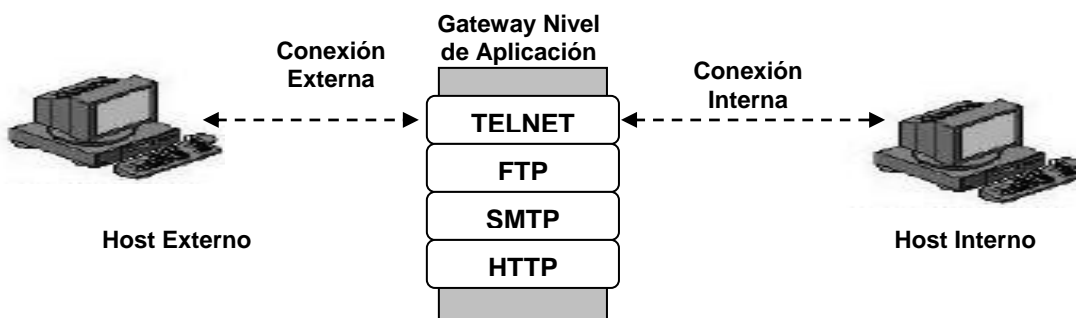 Gateway Nivel
de Aplicación
Conexión
Externa
Conexión
Interna
TELNET
FTP
SMTP
HTTP
Host Externo
Host Interno